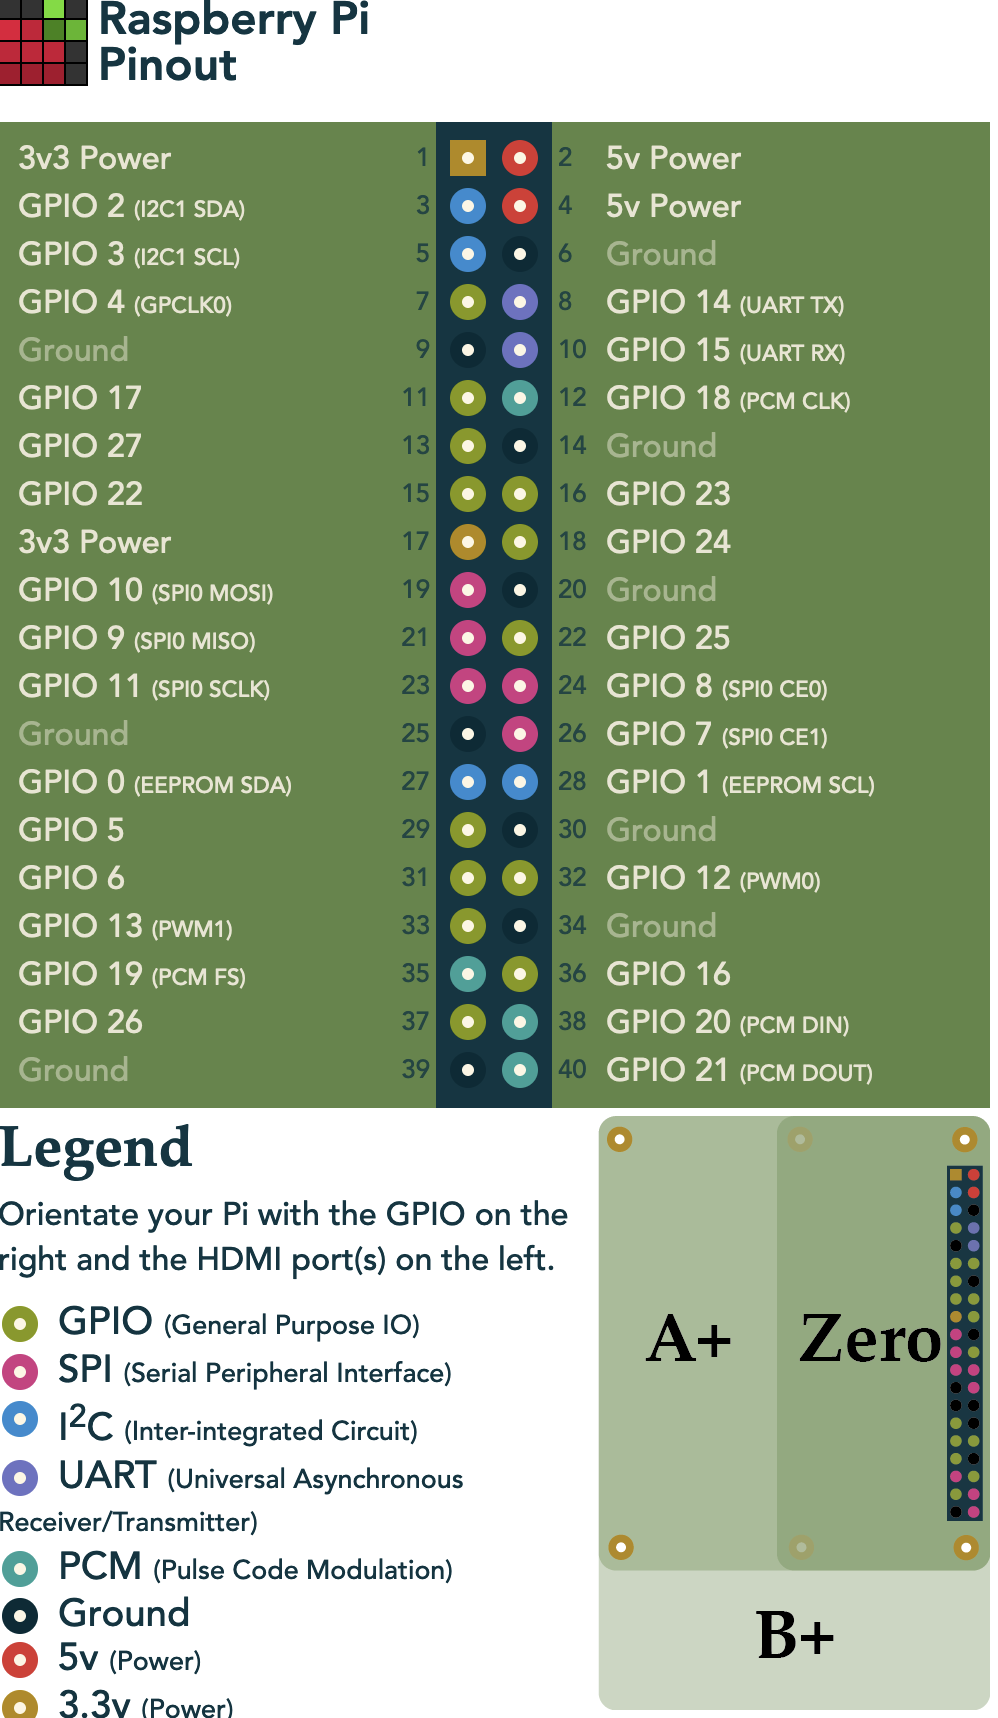 Raspberry Pi
Pinout
3v3 Power 1 2 5v Power
GPIO 2 (I2C1 SDA) 3 4 5v Power
GPIO 3 (I2C1 SCL) 5 6 Ground
GPIO 4 (GPCLK0) 7 8 GPIO 14 (UART TX)
Ground 9 10 GPIO 15 (UART RX)
GPIO 17 11 12 GPIO 18 (PCM CLK)
GPIO 27 13 14 Ground
GPIO 22 15 16 GPIO 23
3v3 Power 17 18 GPIO 24
GPIO 10 (SPI0 MOSI) 19 20 Ground
GPIO 9 (SPI0 MISO) 21 22 GPIO 25
GPIO 11 (SPI0 SCLK) 23 24 GPIO 8 (SPI0 CE0)
Ground 25 26 GPIO 7 (SPI0 CE1)
GPIO 0 (EEPROM SDA) 27 28 GPIO 1 (EEPROM SCL)
GPIO 5 29 30 Ground
GPIO 6 31 32 GPIO 12 (PWM0)
GPIO 13 (PWM1) 33 34 Ground
GPIO 19 (PCM FS) 35 36 GPIO 16
GPIO 26 37 38 GPIO 20 (PCM DIN)
Ground 39 40 GPIO 21 (PCM DOUT)
Legend
Orientate your Pi with the GPIO on the
right and the HDMI port(s) on the left.
GPIO (General Purpose IO)
SPI (Serial Peripheral Interface)
I²C (Inter-integrated Circuit)
UART (Universal Asynchronous
Receiver/Transmitter)
PCM (Pulse Code Modulation)
Ground
5v (Power)
3.3v (Power)
A+ Zero
B+